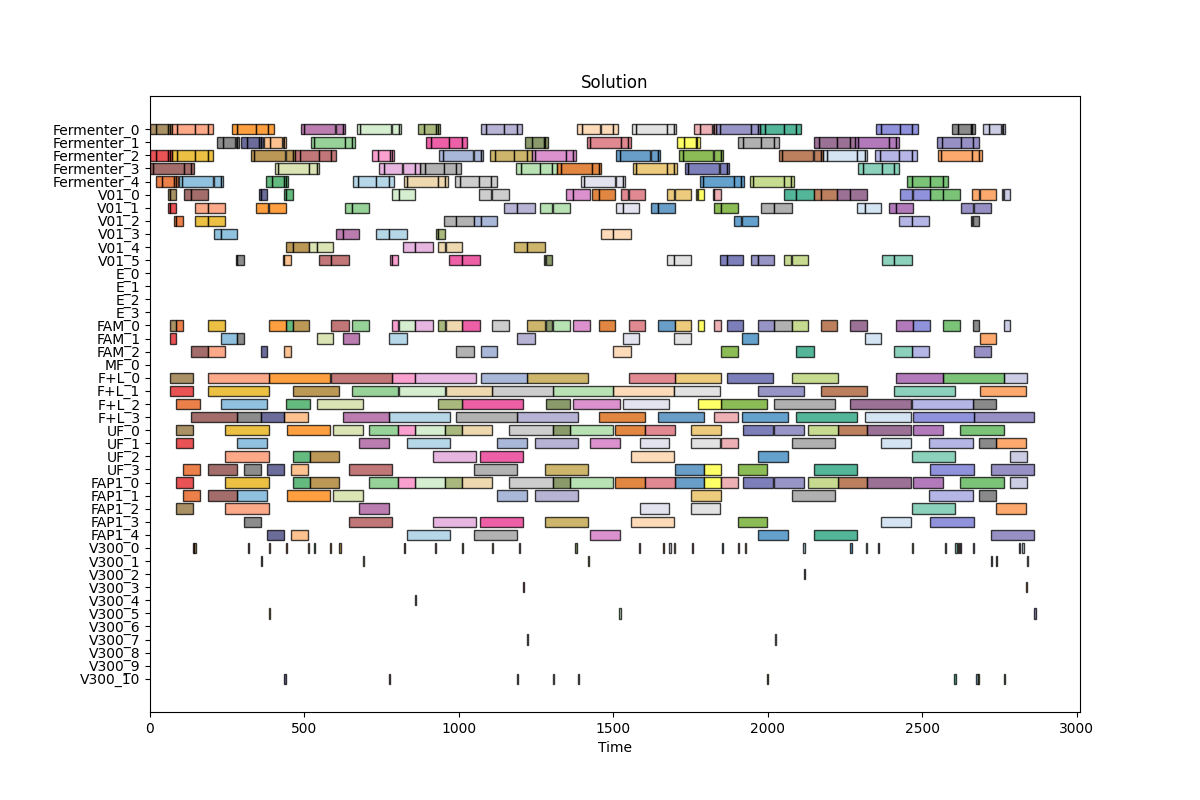 Solution
Fermenter_0
Fermenter_1
Fermenter_2
Fermenter_3
Fermenter_4
V01_0
V01_1
V01_2
V01_3
V01_4
V01_5
E_0
E_1
E_2
E_3
FAM_0
FAM_1
FAM_2
MF_0
F+L_0
F+L_1
F+L_2
F+L_3
UF_0
UF_1
UF_2
UF_3
FAP1_0
FAP1_1
FAP1_2
FAP1_3
FAP1_4
V300_0
V300_1
V300_2
V300_3
V300_4
V300_5
V300_6
V300_7
V300_8
V300_9
V300_10
0 500 1000 1500 2000 2500 3000
Time